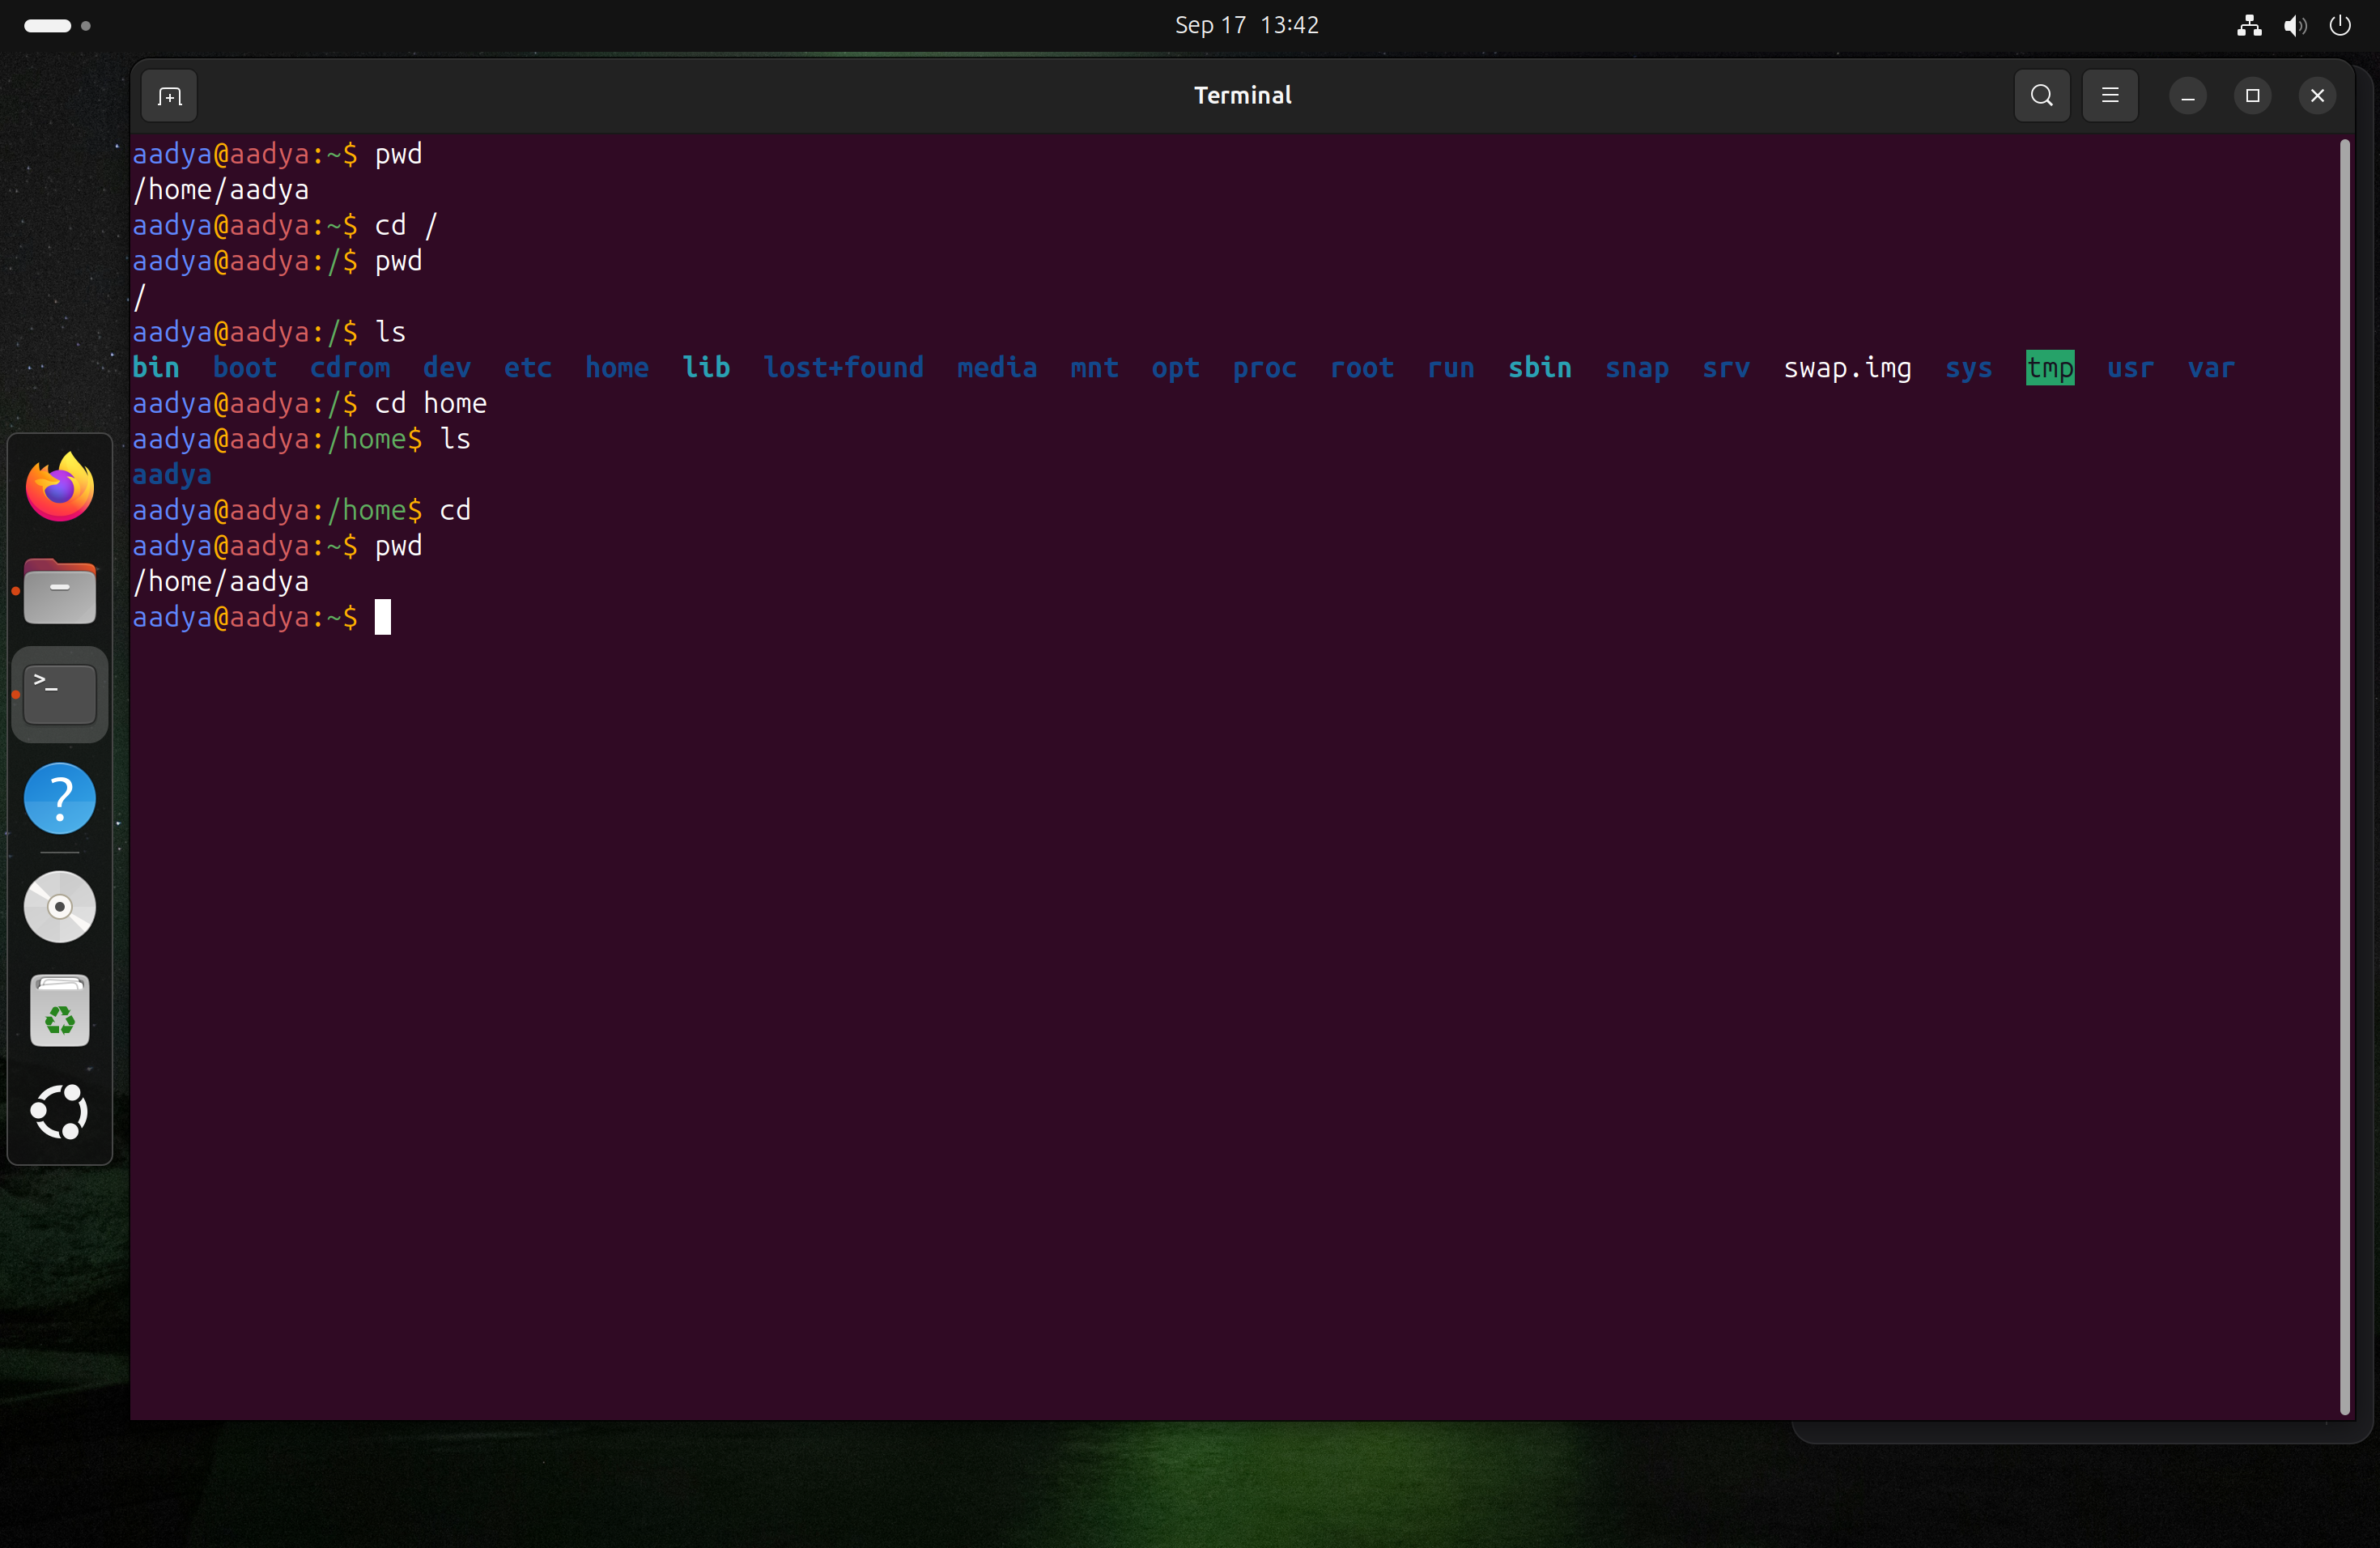 Sep 17 13:42
Terminal
aadya@aadya:~$ pwd
/home/aadya
aadya@aadya:~$ cd /
aadya@aadya:/$ pwd
/
aadya@aadya:/$ ls
bin boot cdrom dev etc home lib lost+found media mnt opt proc root run sbin snap srv swap.img sys tmp usr var
aadya@aadya:/$ cd home
aadya@aadya:/home$ ls
aadya
aadya@aadya:/home$ cd
aadya@aadya:~$ pwd
/home/aadya
aadya@aadya:~$